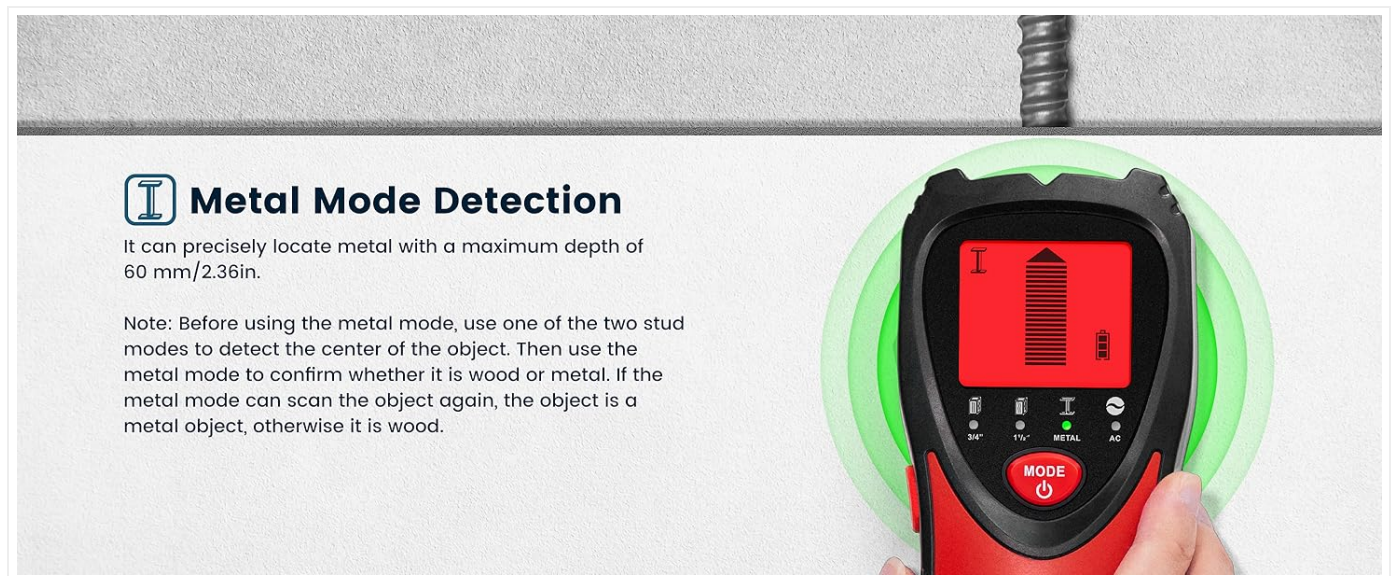 Metal Mode Detection
It can precisely locate metal with a maximum depth of
60 mm/2.36in.
Note: Before using the metal mode, use one of the two stud
modes to detect the center of the object. Then use the
metal mode to confirm whether it is wood or metal. If the
metal mode can scan the object again, the object is a
metal object, otherwise it is wood.
3/4" 1½" METAL AC
MODE